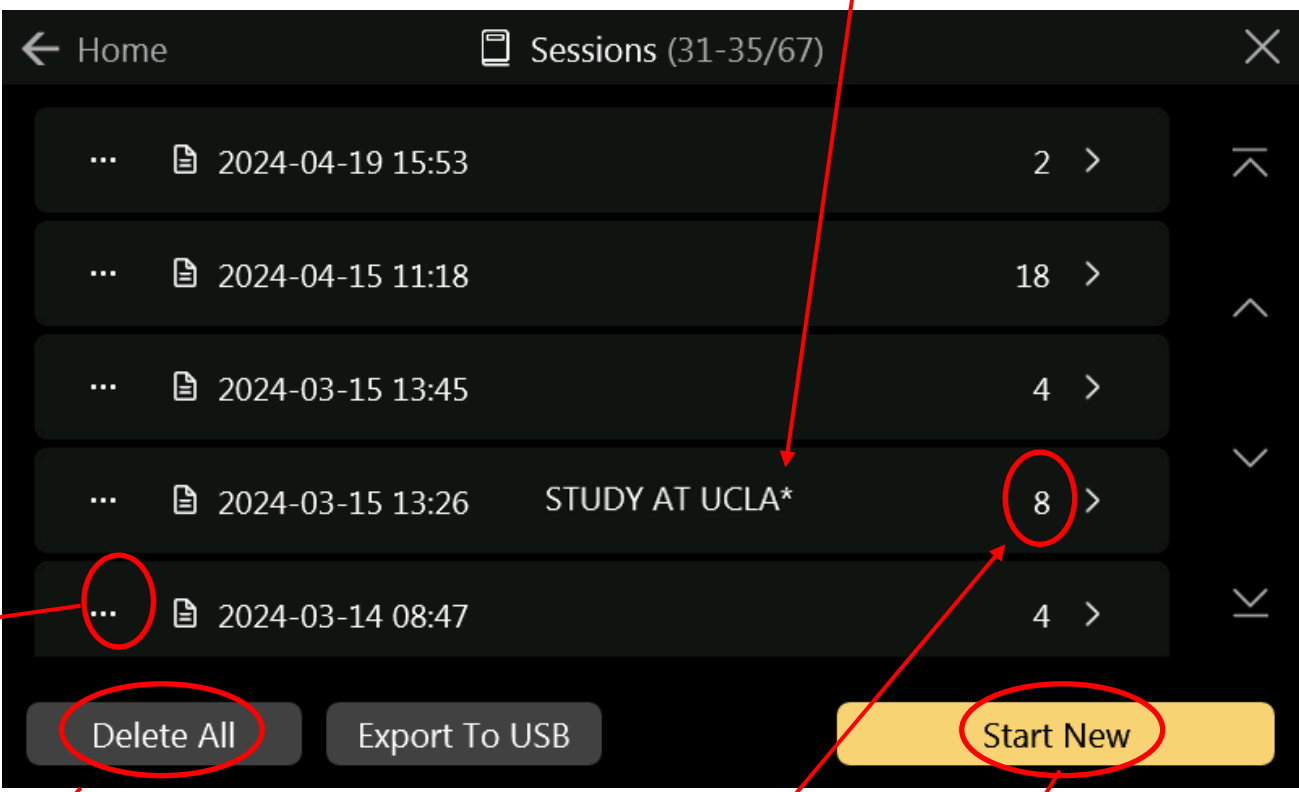 Home Sessions (31-35/67)
2024-04-19 15:53 2
2024-04-15 11:18 18
2024-03-15 13:45 4
2024-03-15 13:26 STUDY AT UCLA* 8
2024-03-14 08:47 4
Delete All Export To USB Start New